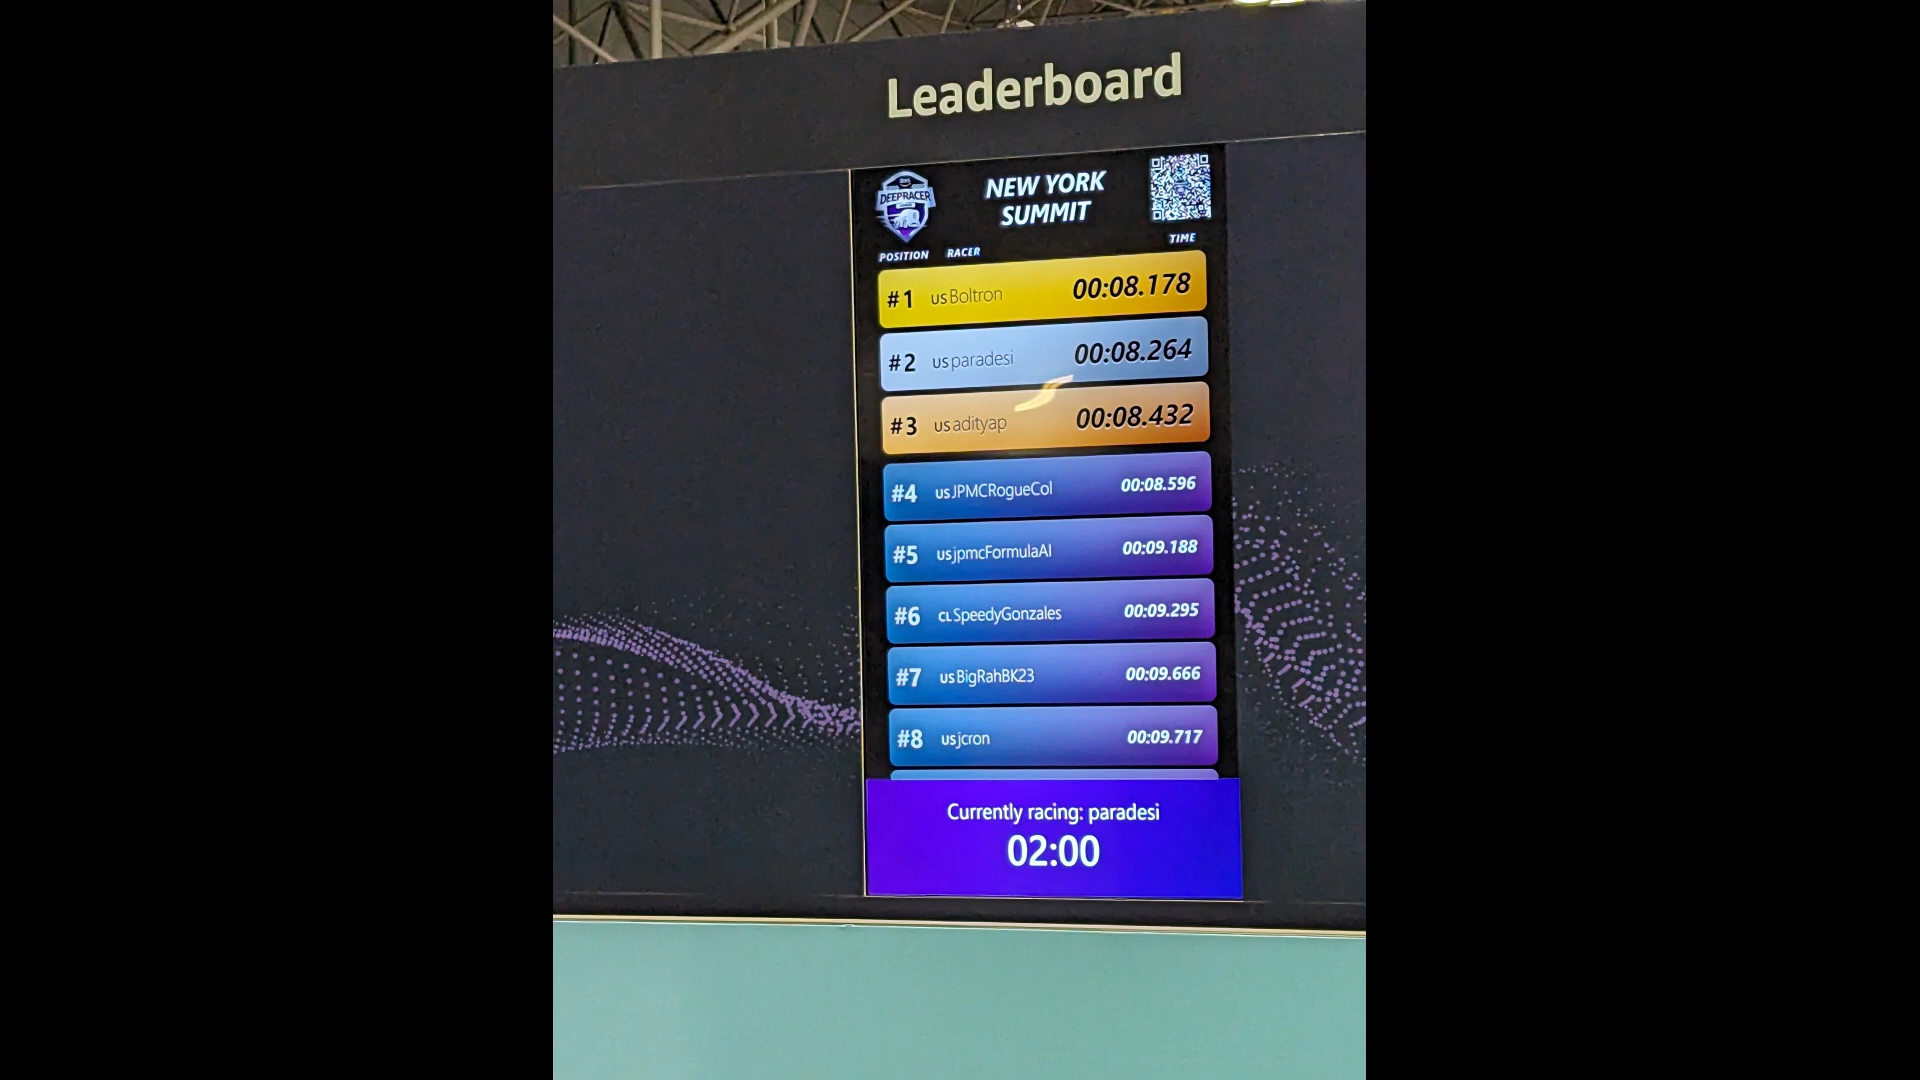 Leaderboard
DEEPRACER
NEW YORK
SUMMIT
POSITION RACER TIME
#1 US Boltron 00:08.178
#2 US paradesi 00:08.264
#3 US adityap 00:08.432
#4 US JPMCRogueCol 00:08.596
#5 US jpmcFormulaAI 00:09.188
#6 CL SpeedyGonzales 00:09.295
#7 US BigRahBK23 00:09.666
#8 US jcron 00:09.717
Currently racing: paradesi
02:00